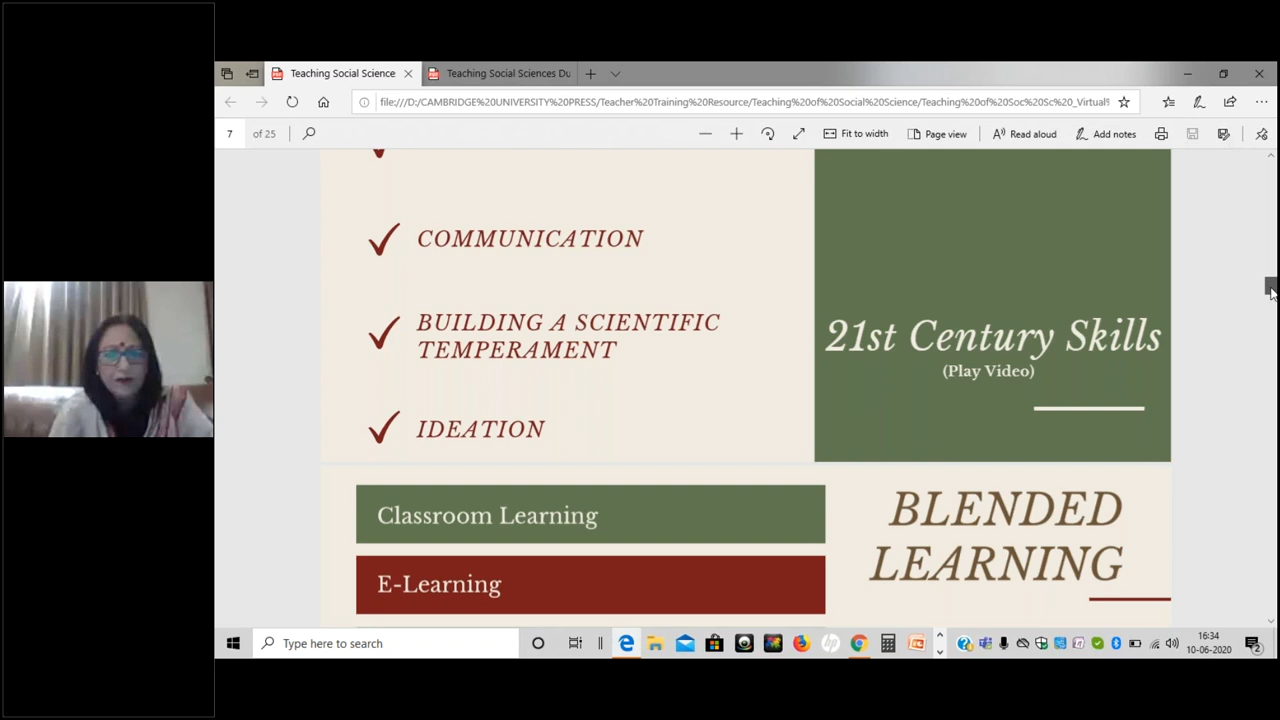 Teaching Social Science
Teaching Social Sciences Du
file:///D:/CAMBRIDGE%20UNIVERSITY%20PRESS/Teacher%20Training%20Resource/Teaching%20of%20Social%20Science/Teaching%20of%20Soc%20Sc%20_Virtual%
7 of 25
Fit to width
Page view
Read aloud
Add notes
COMMUNICATION
BUILDING A SCIENTIFIC
TEMPERAMENT
IDEATION
21st Century Skills
(Play Video)
Classroom Learning
E-Learning
BLENDED
LEARNING
Type here to search
16:34
10-06-2020